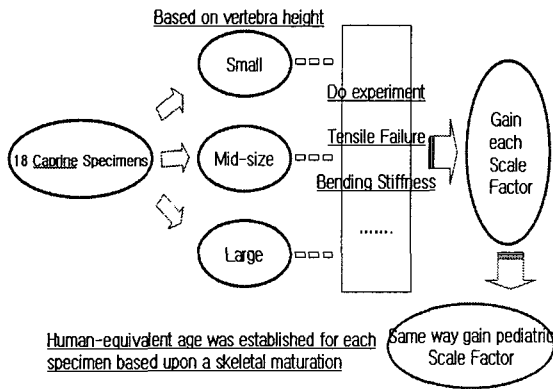 Based on vertebra height
Small
Do experiment
18 Caprine Specimens
Mid-size
Tensile Failure
Bending Stiffness
Gain
each
Scale
Factor
Large
.......
Human-equivalent age was established for each
specimen based upon a skeletal maturation
Same way gain pediatric
Scale Factor